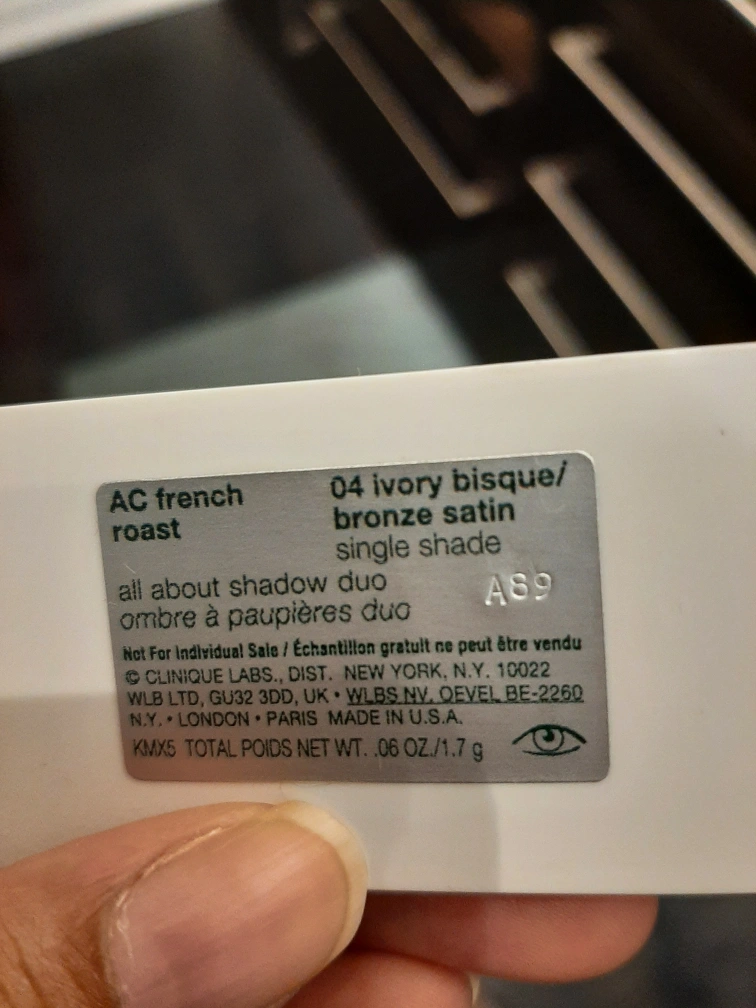 AC french
roast
04 ivory bisque/
bronze satin
single shade
all about shadow duo
ombre à paupières duo
A89
Not For Individual Sale / Échantillon gratuit ne peut être vendu
© CLINIQUE LABS., DIST. NEW YORK, N.Y. 10022
WLB LTD, GU32 3DD, UK • WLBS NV, OEVEL BE-2260
N.Y. • LONDON • PARIS MADE IN U.S.A.
KMX5 TOTAL POIDS NET WT. .06 OZ./1.7 g